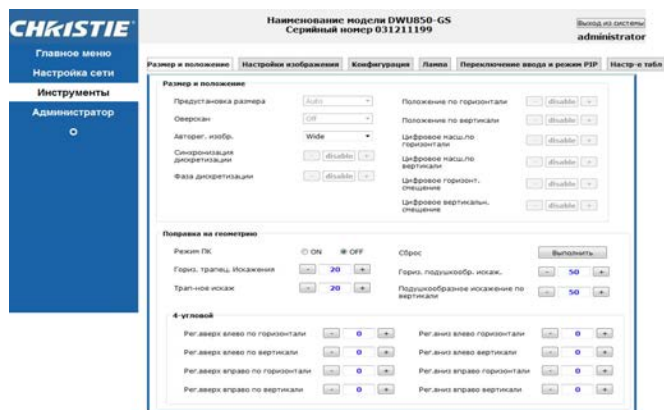 CHRISTIE
Наименование модели DWU850-GS
Серийный номер 031211199
Выход из системы
administrator
Главное меню
Настройка сети
Инструменты
Администратор
О
Размер и положение Настройки изображения Конфигурация Лампа Переключение ввода и режим PIP Настр-е табл
Размер и положение
Предустановка размера Auto
Положение по горизонтали - disable +
Оверскан Off
Положение по вертикали - disable +
Авторег. изобр. Wide
Цифровое масш.по горизонтали - disable +
Синхронизация дискретизации - disable +
Цифровое масш.по вертикали - disable +
Фаза дискретизации - disable +
Цифровое горизонт. смещение - disable +
Цифровое вертикальн. смещение - disable +
Поправка на геометрию
Режим ПК ON OFF
Сброс Выполнить
Гориз. трапец. Искажения - 20 +
Гориз. подушкообр. искаж. - 50 +
Трап-ное искаж - 20 +
Подушкообразное искажение по вертикали - 50 +
4-угловой
Рег.вверх влево по горизонтали - 0 +
Рег.вниз влево горизонтали - 0 +
Рег.вверх влево по вертикали - 0 +
Рег.вниз влево вертикали - 0 +
Рег.вверх вправо по горизонтали - 0 +
Рег.вниз вправо горизонтали - 0 +
Рег.вверх вправо по вертикали - 0 +
Рег.вниз вправо вертикали - 0 +